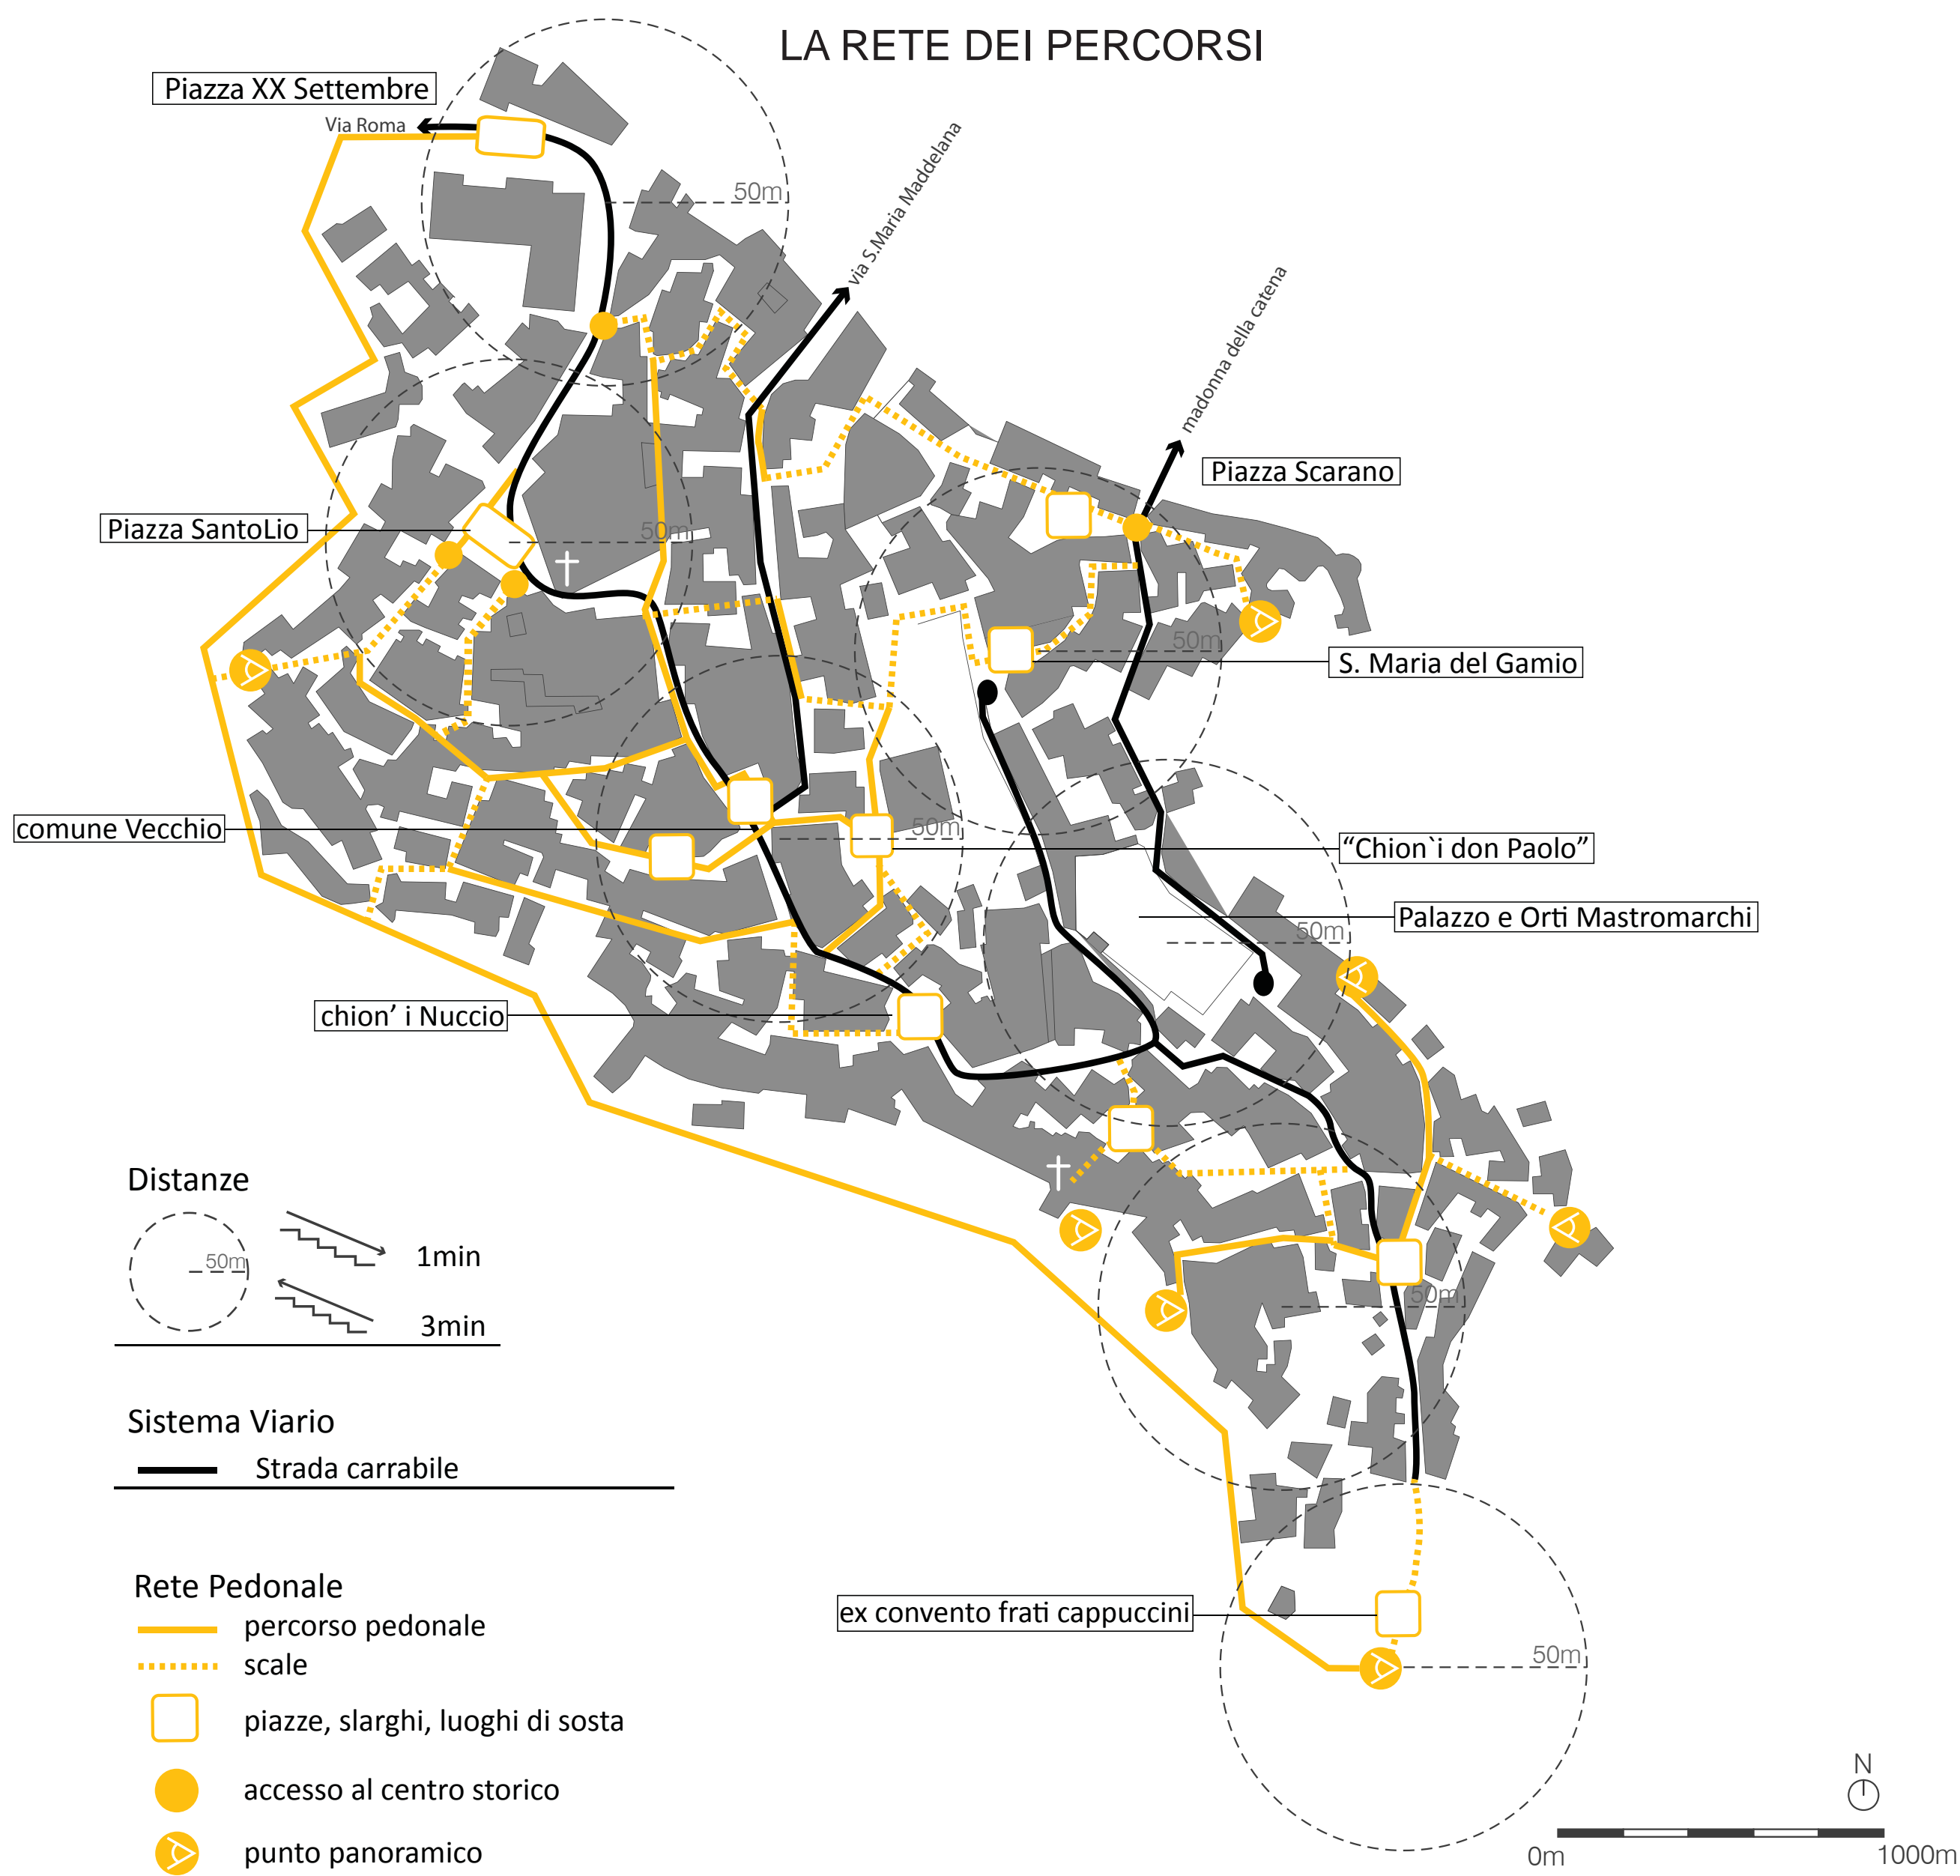 LA RETE DEI PERCORSI
Piazza XX Settembre
Via Roma
50m
via S.Maria Maddelana
madonna della catena
Piazza Scarano
Piazza SantoLio
50m
50m
S. Maria del Gamio
comune Vecchio
50m
“Chion`i don Paolo”
Palazzo e Orti Mastromarchi
50m
chion’ i Nuccio
Distanze
50m
1min
3min
50m
Sistema Viario
Strada carrabile
Rete Pedonale
percorso pedonale
scale
piazze, slarghi, luoghi di sosta
accesso al centro storico
punto panoramico
ex convento frati cappuccini
50m
N
0m
1000m